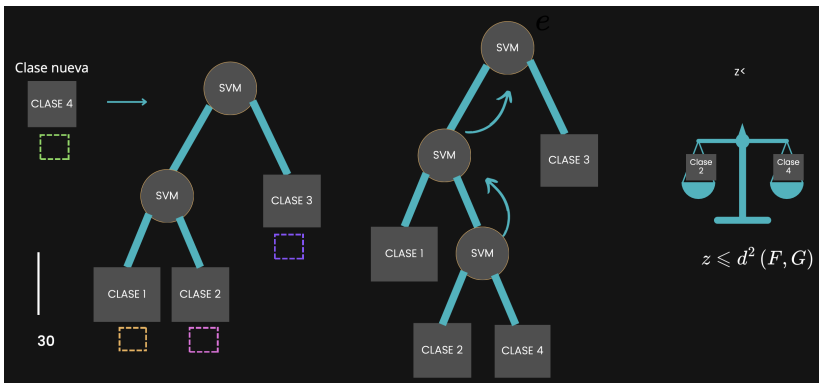 Clase nueva
CLASE 4
SVM
SVM
CLASE 3
CLASE 1
CLASE 2
30
e
SVM
SVM
CLASE 3
CLASE 1
SVM
CLASE 2
CLASE 4
z<
Clase
2
Clase
4
z ⩽ d² (F, G)